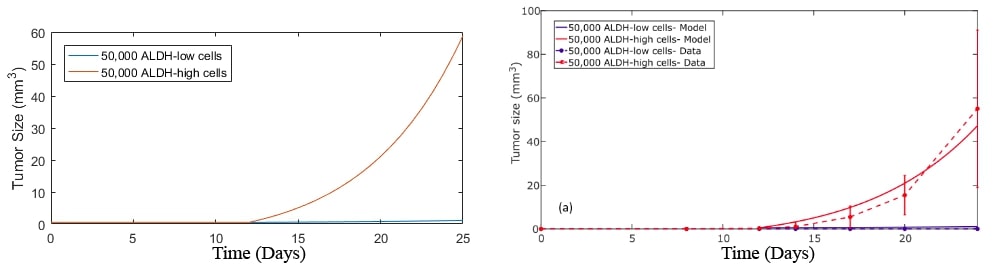 60
50
40
30
20
10
0
Tumor Size (mm3)
50,000 ALDH-low cells
50,000 ALDH-high cells
0 5 10 15 20 25
Time (Days)
100
80
60
40
20
0
Tumor size (mm3)
50,000 ALDH-low cells- Model
50,000 ALDH-high cells- Model
50,000 ALDH-low cells- Data
50,000 ALDH-high cells- Data
(a)
0 5 10 15 20
Time (Days)